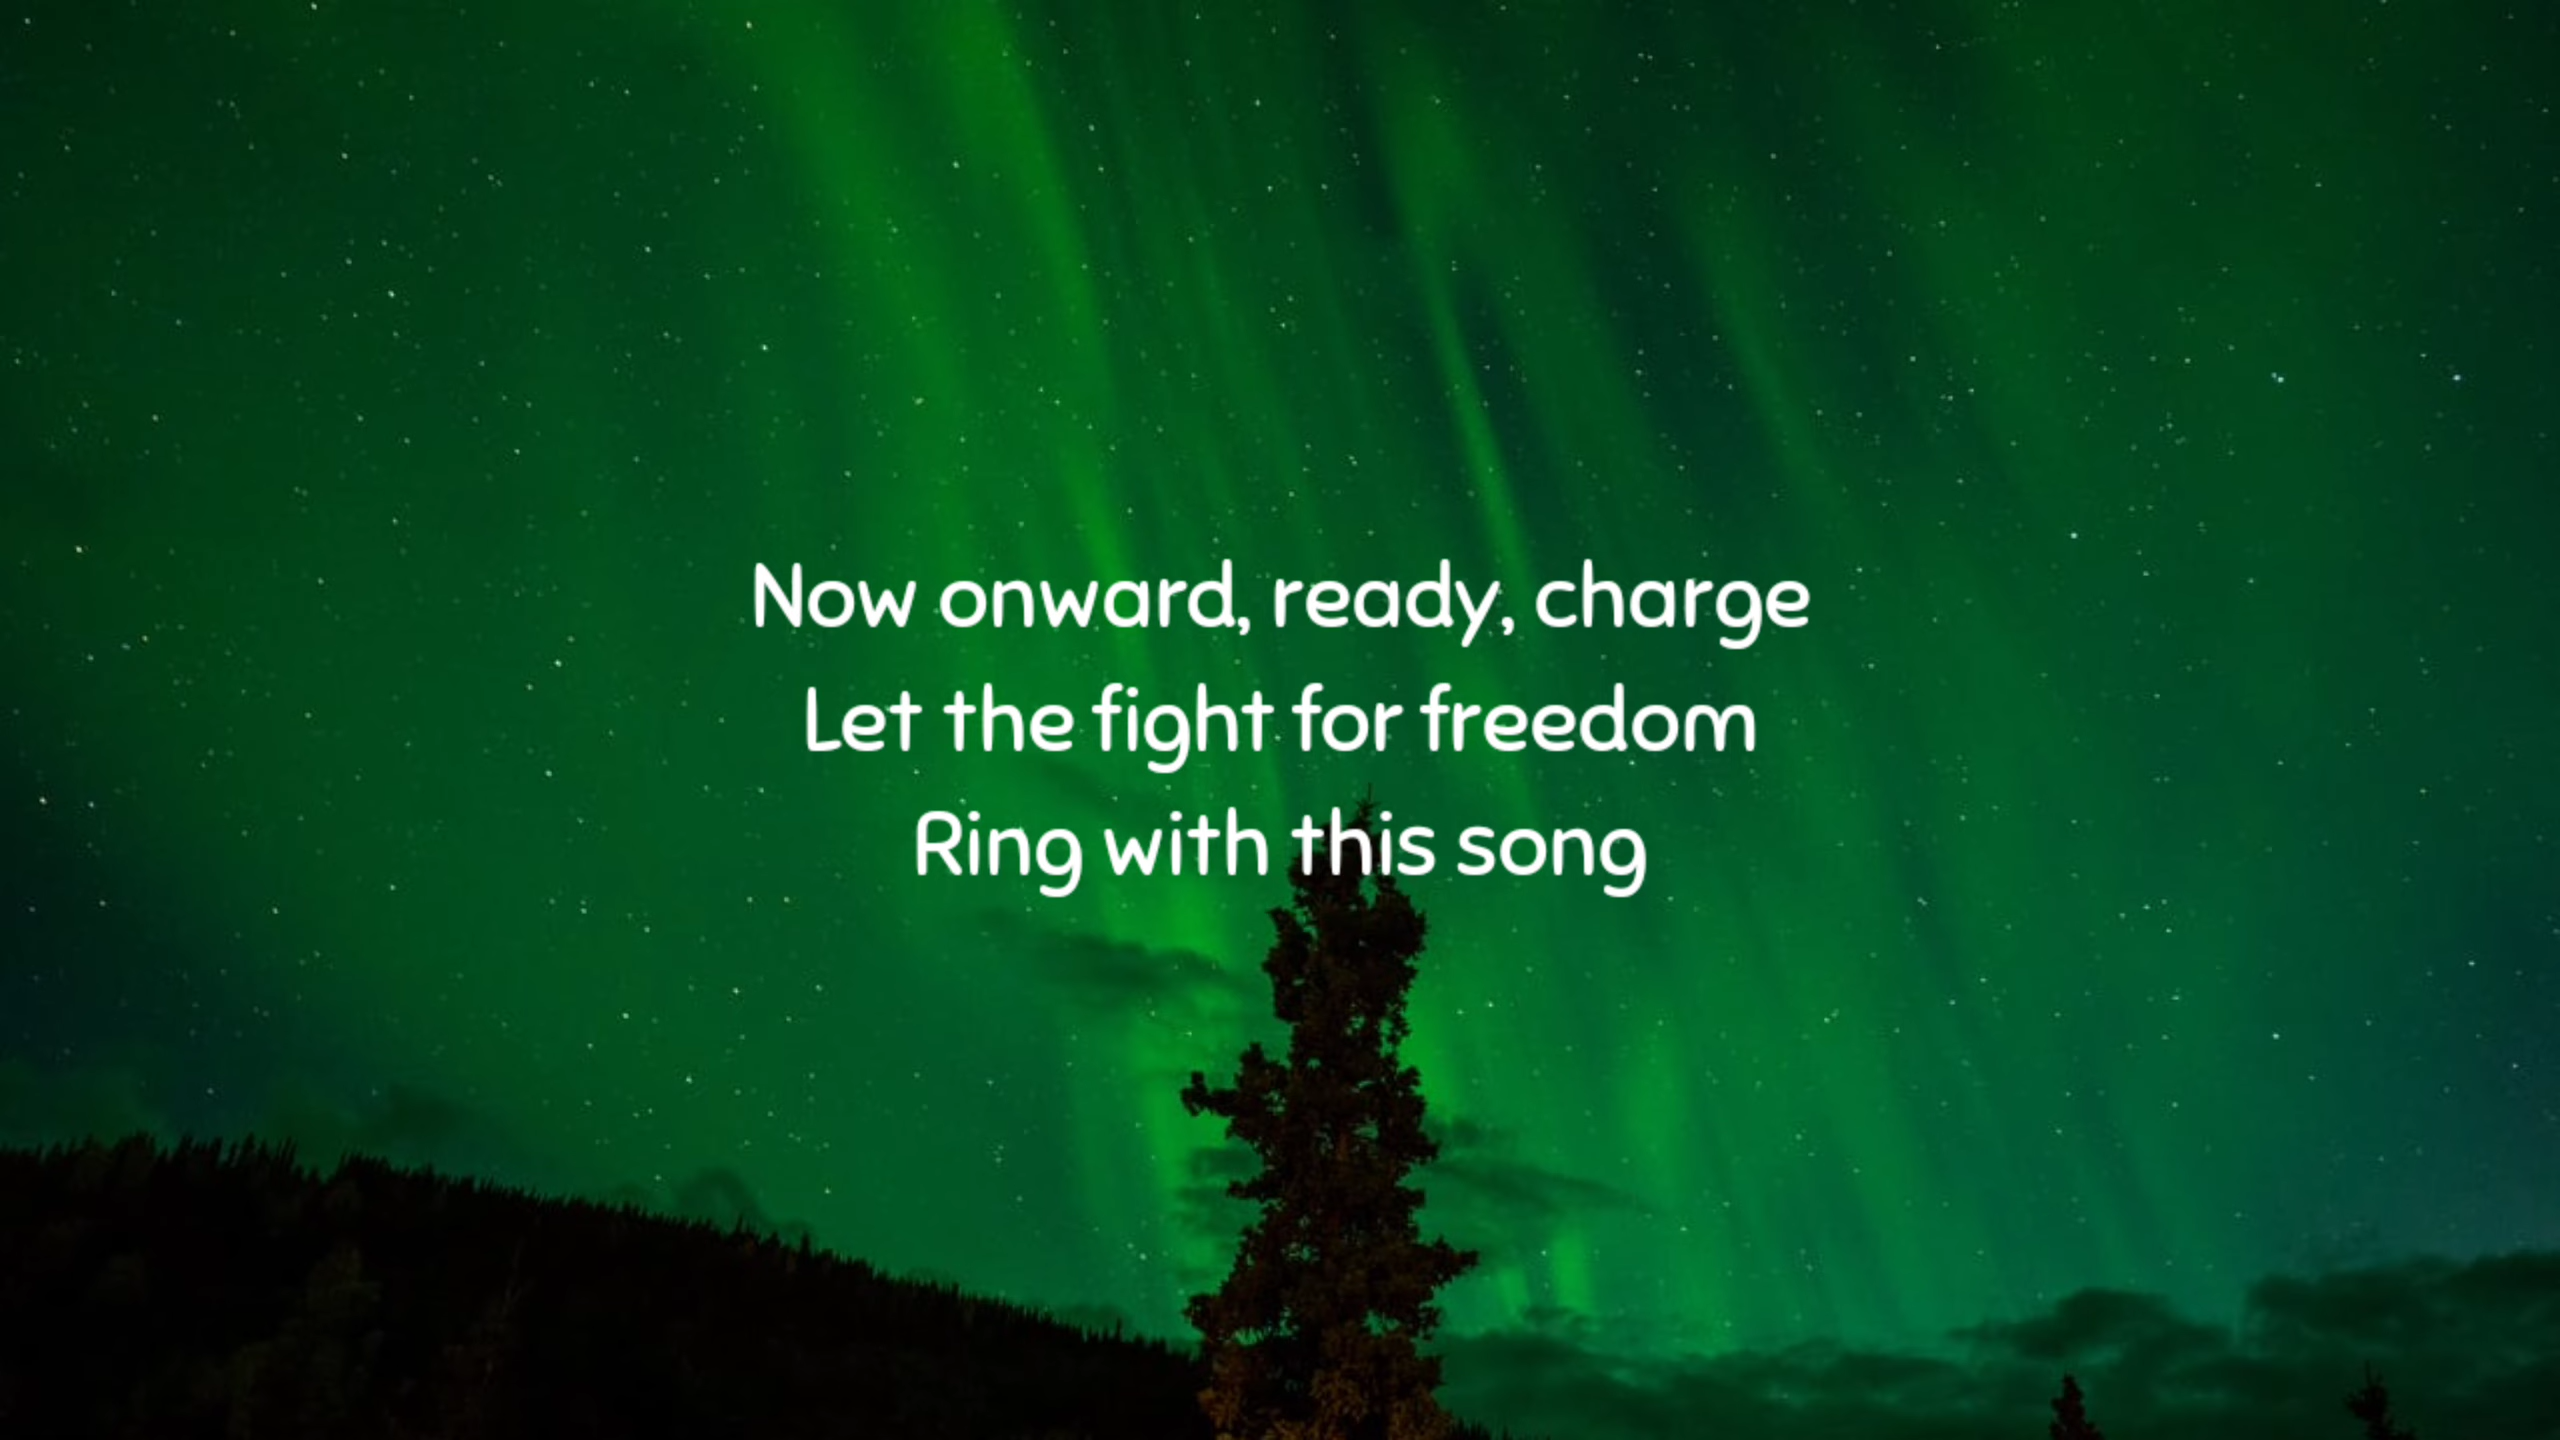 Now onward, ready, charge
Let the fight for freedom
Ring with this song